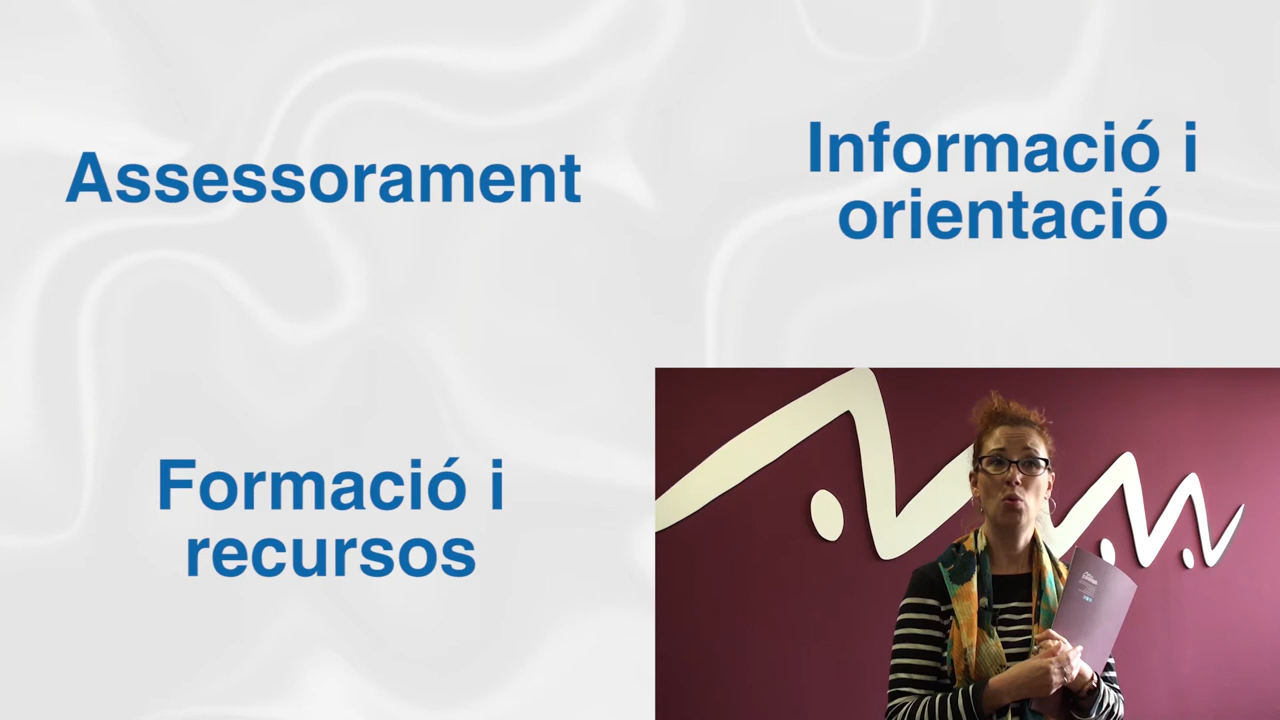 Assessorament
Informació i
orientació
Formació i
recursos